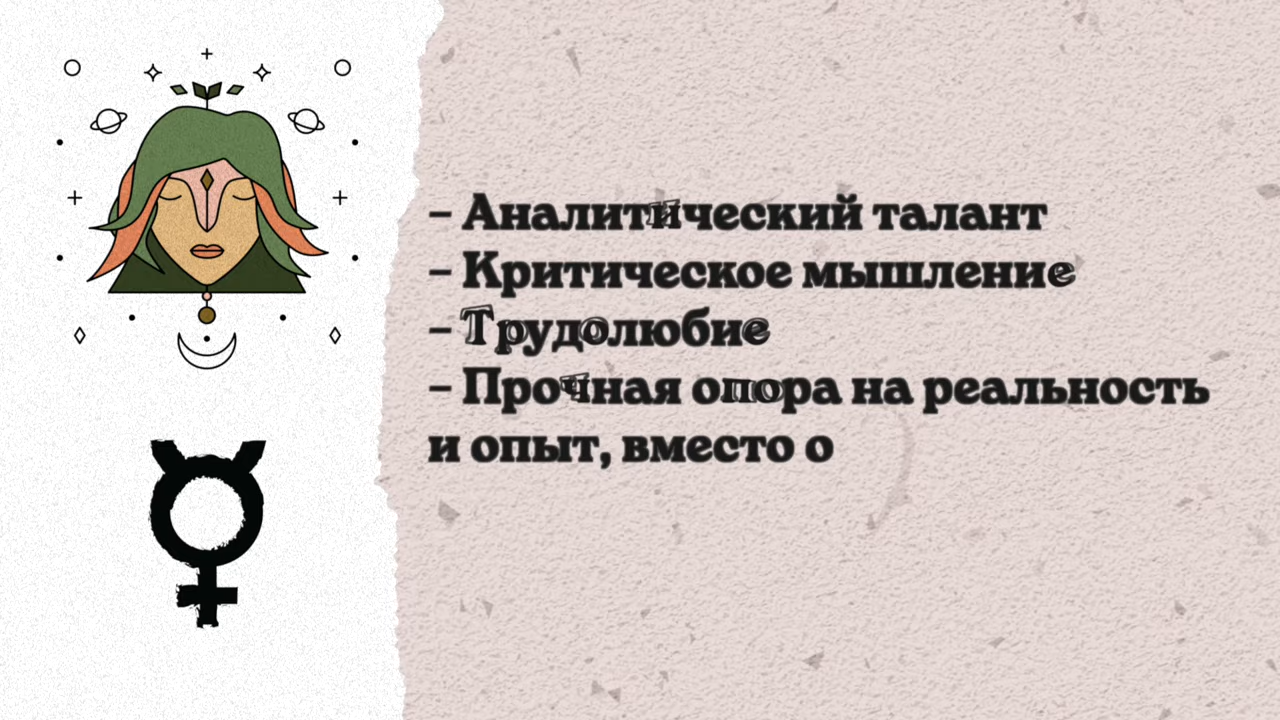 – Аналитический талант
– Критическое мышление
– Трудолюбие
– Прочная опора на реальность
и опыт, вместо о